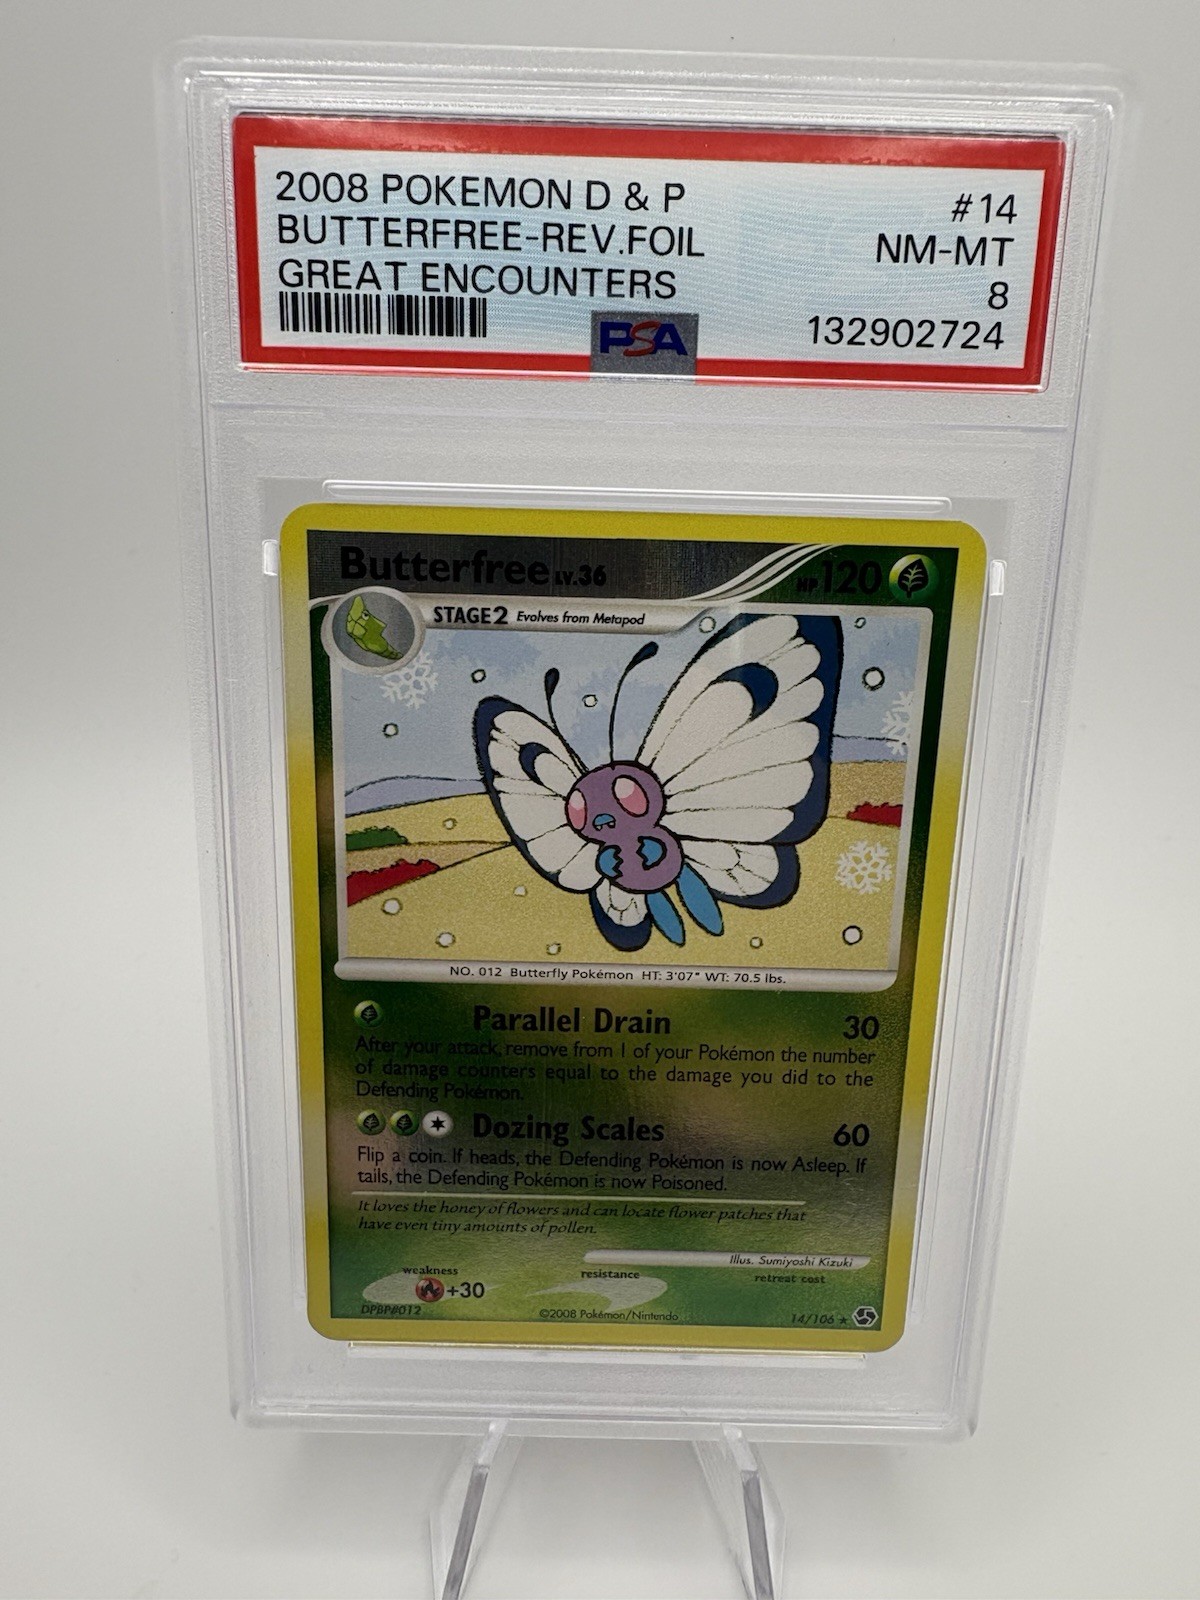 2008 POKEMON D & P
BUTTERFREE-REV.FOIL
GREAT ENCOUNTERS
#14
NM-MT
8
132902724
PSA
Butterfree LV.36
HP 120
STAGE2 Evolves from Metapod
NO. 012 Butterfly Pokémon HT: 3'07" WT: 70.5 lbs.
Parallel Drain 30
After your attack, remove from 1 of your Pokémon the number
of damage counters equal to the damage you did to the
Defending Pokémon.
Dozing Scales 60
Flip a coin. If heads, the Defending Pokémon is now Asleep. If
tails, the Defending Pokémon is now Poisoned.
It loves the honey of flowers and can locate flower patches that
have even tiny amounts of pollen.
Illus. Sumiyoshi Kizuki
weakness resistance retreat cost
+30
DPBP#012 ©2008 Pokémon/Nintendo 14/106 ★